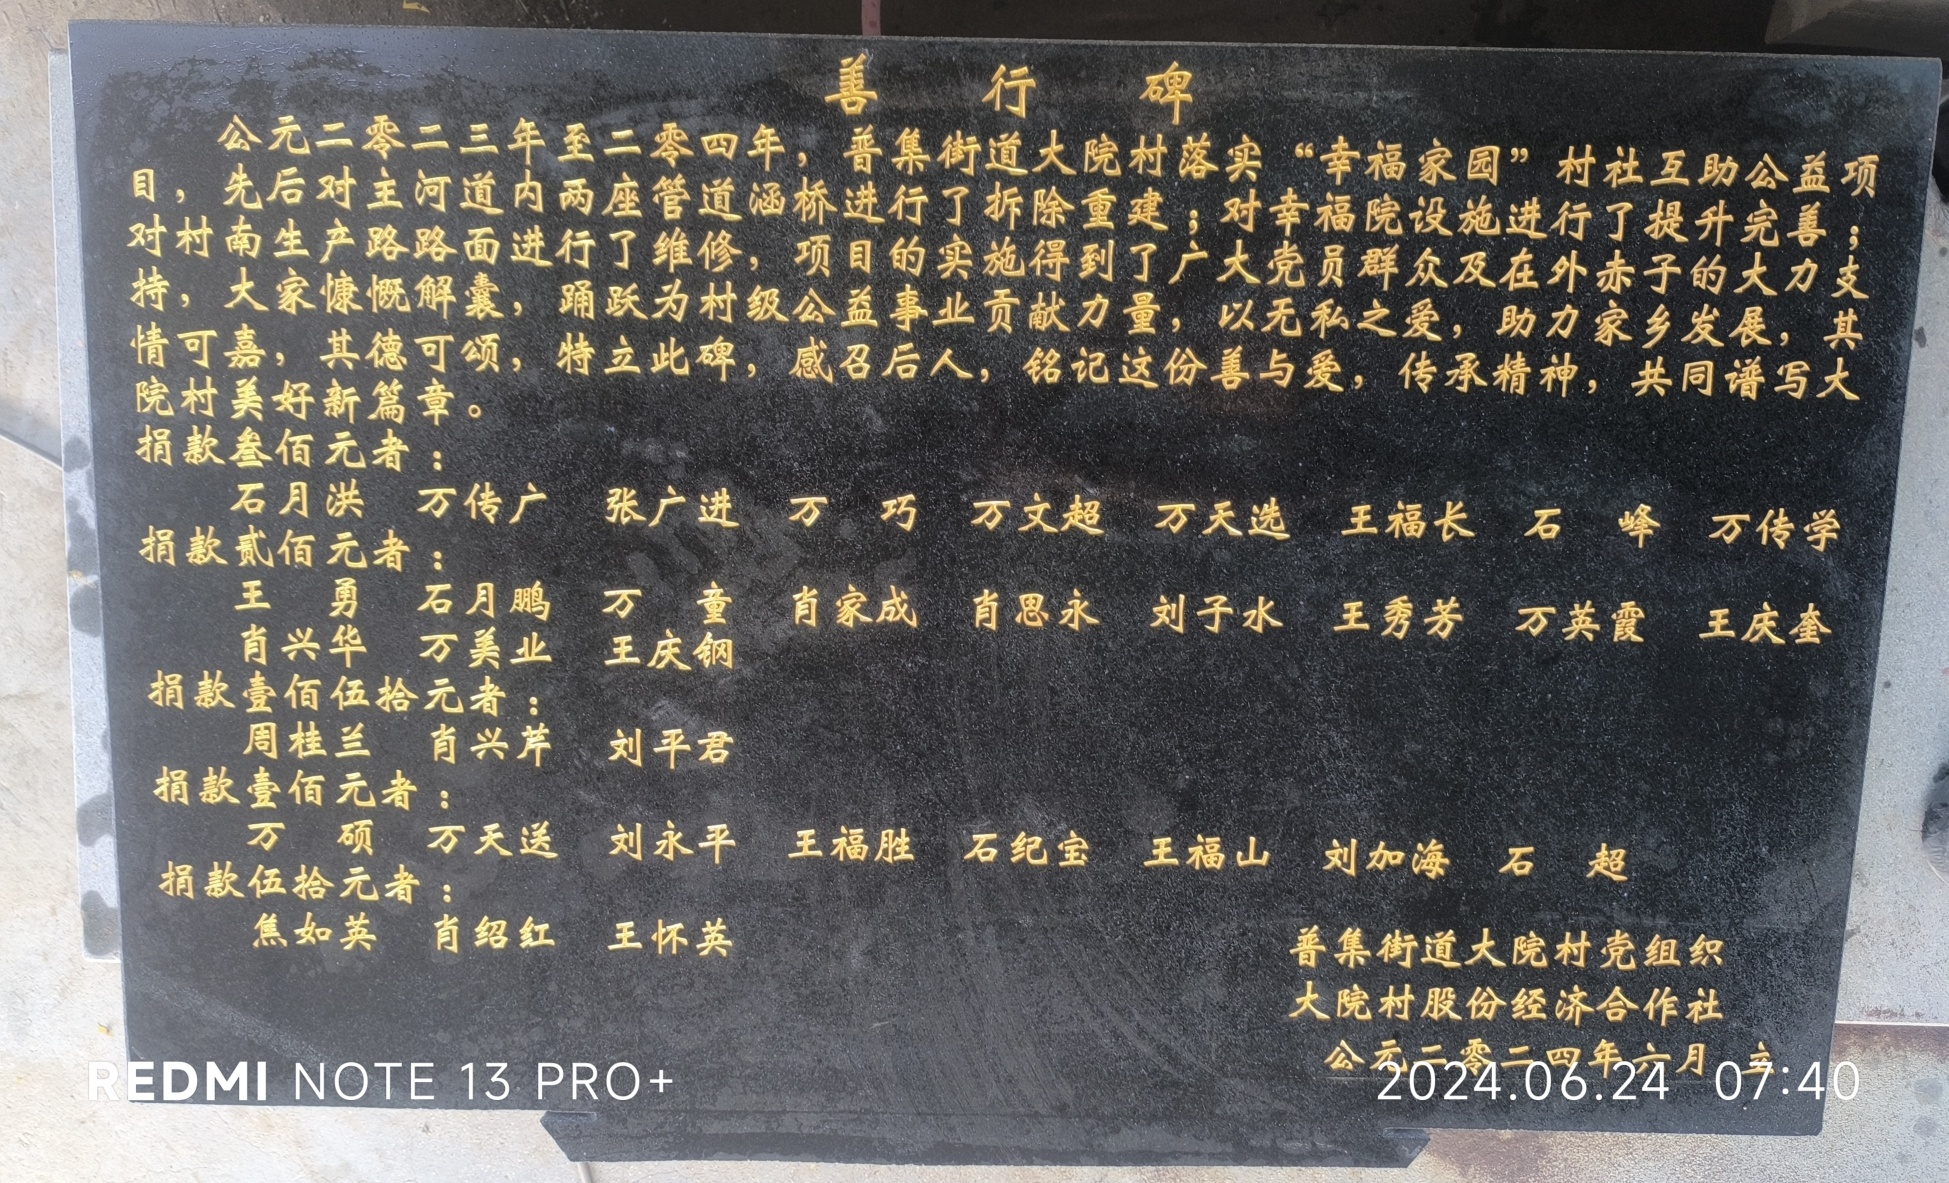 善行碑
公元二零二三年至二零四年，普集街道大院村落实“幸福家园”村社互助公益项
目，先后对主河道内两座管道涵桥进行了拆除重建；对幸福院设施进行了提升完善；
对村南生产路路面进行了维修，项目的实施得到了广大党员群众及在外赤子的大力支
持，大家慷慨解囊，踊跃为村级公益事业贡献力量，以无私之爱，助力家乡发展，其
情可嘉，其德可颂，特立此碑，感召后人，铭记这份善与爱，传承精神，共同谱写大
院村美好新篇章。
捐款叁佰元者：
石月洪 万传广 张广进 万巧 万文超 万天选 王福长 石峰 万传学
捐款贰佰元者：
王勇 石月鹏 万童 肖家成 肖思永 刘子水 王秀芳 万英霞 王庆奎
肖兴华 万美业 王庆钢
捐款壹佰伍拾元者：
周桂兰 肖兴芹 刘平君
捐款壹佰元者：
万硕 万天送 刘永平 王福胜 石纪宝 王福山 刘加海 石超
捐款伍拾元者：
焦如英 肖绍红 王怀英
普集街道大院村党组织
大院村股份经济合作社
公元二零二四年六月 立
REDMI NOTE 13 PRO+
2024.06.24 07:40